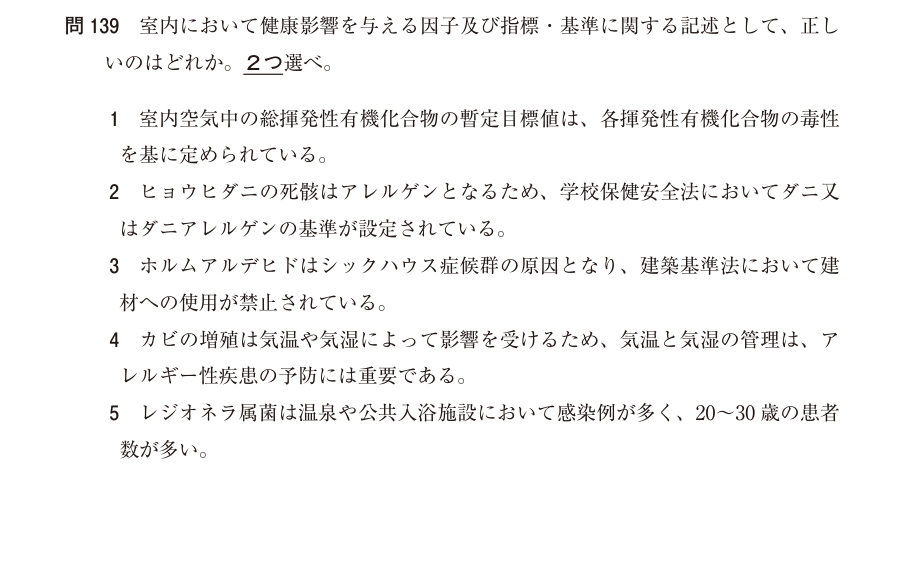 問 139　室内において健康影響を与える因子及び指標・基準に関する記述として、正し
いのはどれか。２つ選べ。
1　室内空気中の総揮発性有機化合物の暫定目標値は、各揮発性有機化合物の毒性
を基に定められている。
2　ヒョウヒダニの死骸はアレルゲンとなるため、学校保健安全法においてダニ又
はダニアレルゲンの基準が設定されている。
3　ホルムアルデヒドはシックハウス症候群の原因となり、建築基準法において建
材への使用が禁止されている。
4　カビの増殖は気温や気湿によって影響を受けるため、気温と気湿の管理は、ア
レルギー性疾患の予防には重要である。
5　レジオネラ属菌は温泉や公共入浴施設において感染例が多く、20～30 歳の患者
数が多い。